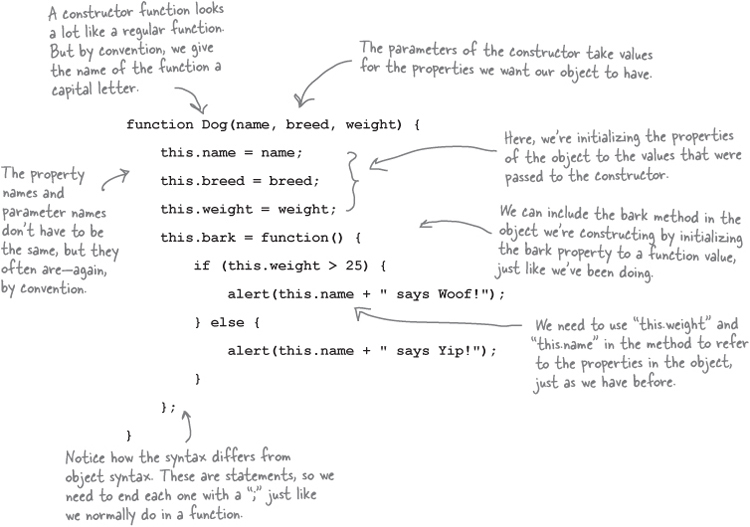 A constructor function looks
a lot like a regular function.
But by convention, we give
the name of the function a
capital letter.
The parameters of the constructor take values
for the properties we want our object to have.
function Dog(name, breed, weight) {
this.name = name;
this.breed = breed;
this.weight = weight;
this.bark = function() {
if (this.weight > 25) {
alert(this.name + " says Woof!");
} else {
alert(this.name + " says Yip!");
}
};
}
The property
names and
parameter names
don't have to be
the same, but they
often are—again,
by convention.
Here, we're initializing the properties
of the object to the values that were
passed to the constructor.
We can include the bark method in the
object we're constructing by initializing
the bark property to a function value,
just like we've been doing.
We need to use "this.weight" and
"this.name" in the method to refer
to the properties in the object,
just as we have before.
Notice how the syntax differs from
object syntax. These are statements, so we
need to end each one with a ";" just like
we normally do in a function.